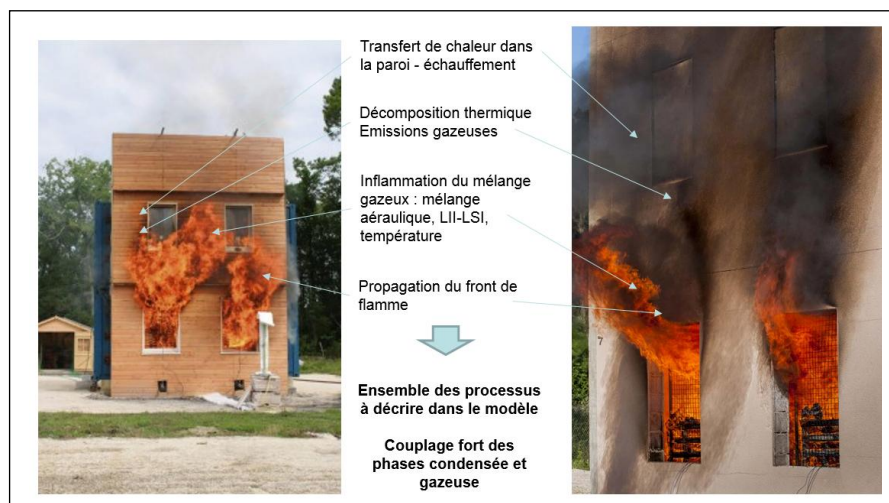 Transfert de chaleur dans
la paroi - échauffement
Décomposition thermique
Emissions gazeuses
Inflammation du mélange
gazeux : mélange
aéraulique, LII-LSI,
température
Propagation du front de
flamme
Ensemble des processus
à décrire dans le modèle
Couplage fort des
phases condensée et
gazeuse
7